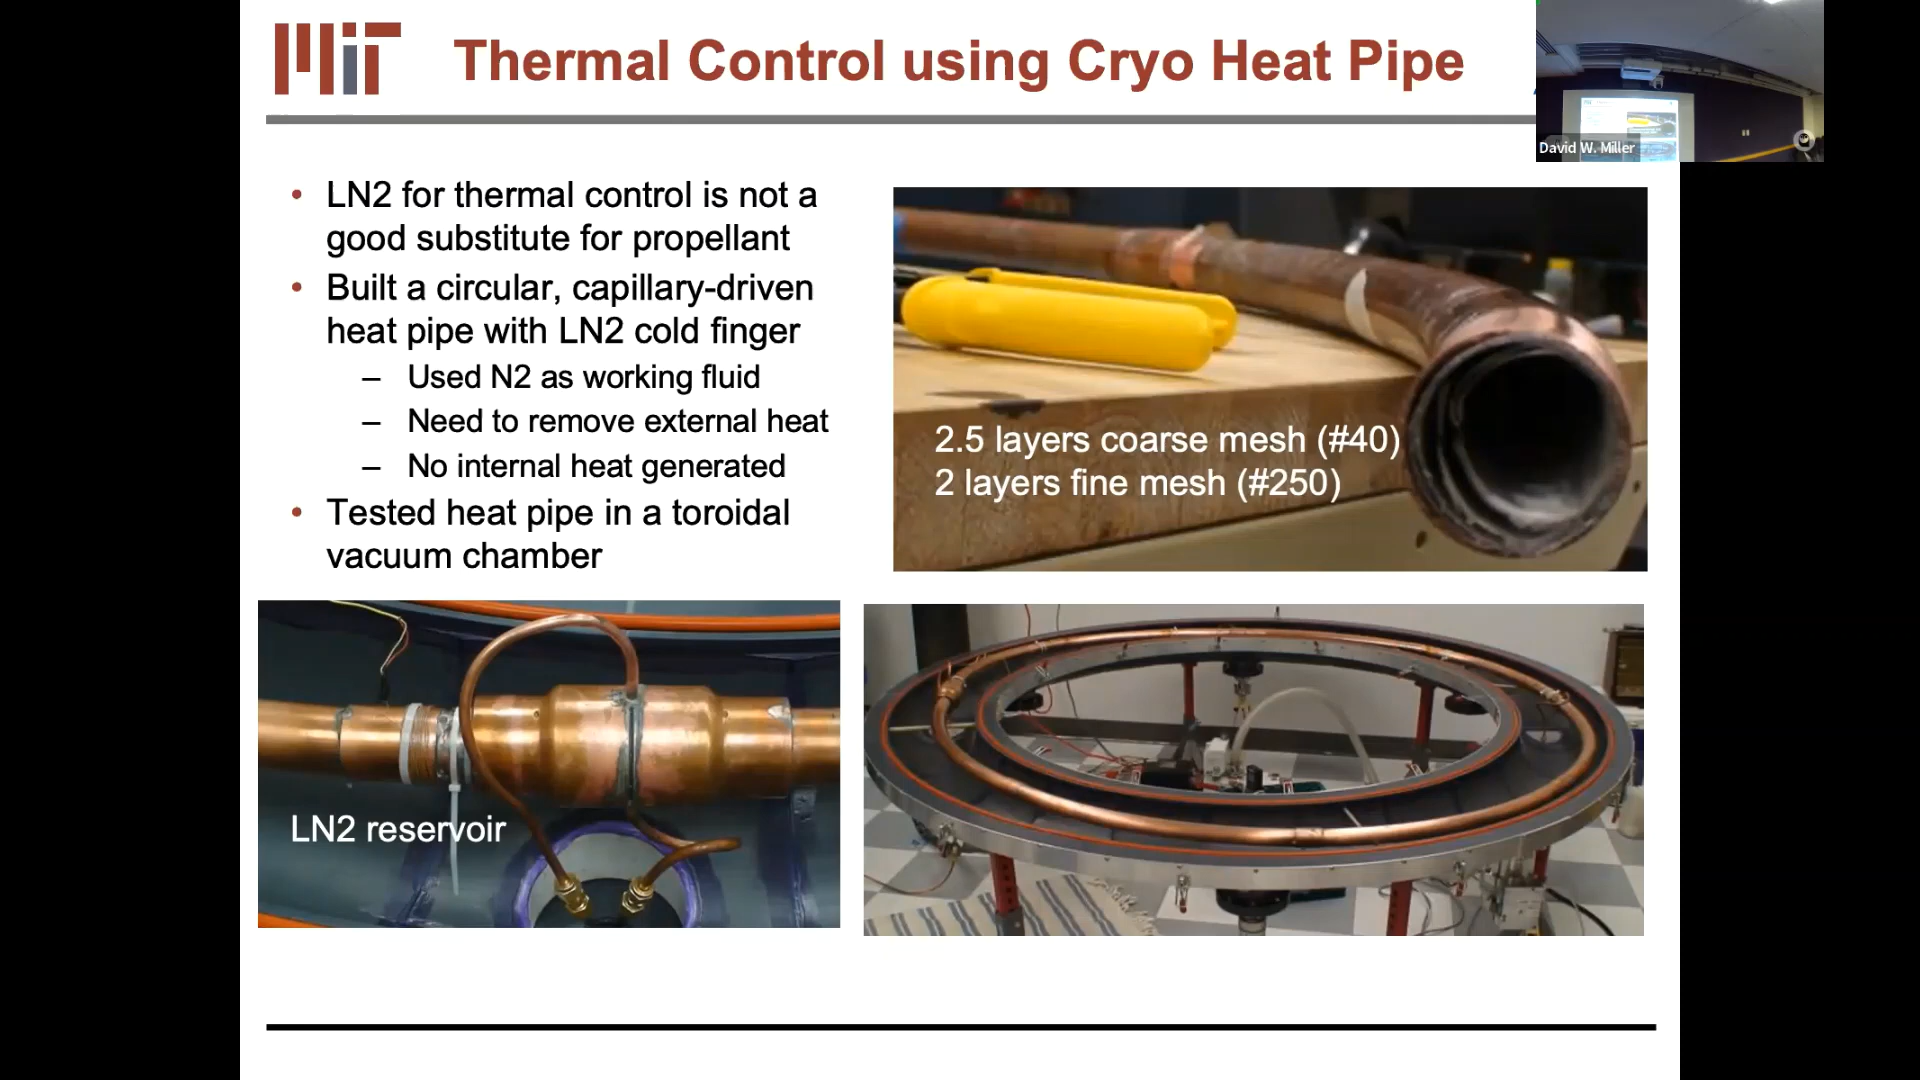 MIT
Thermal Control using Cryo Heat Pipe
David W. Miller
• LN2 for thermal control is not a
good substitute for propellant
• Built a circular, capillary-driven
heat pipe with LN2 cold finger
– Used N2 as working fluid
– Need to remove external heat
– No internal heat generated
• Tested heat pipe in a toroidal
vacuum chamber
2.5 layers coarse mesh (#40)
2 layers fine mesh (#250)
LN2 reservoir